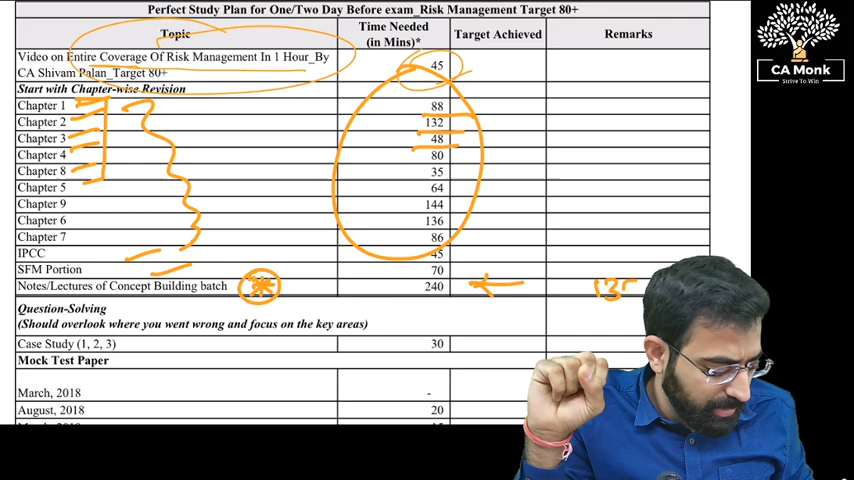 Perfect Study Plan for One/Two Day Before exam_Risk Management Target 80+
Topic Time Needed (in Mins)* Target Achieved Remarks
Video on Entire Coverage Of Risk Management In 1 Hour_By CA Shivam Palan_Target 80+ 45
Start with Chapter-wise Revision
Chapter 1 88
Chapter 2 132
Chapter 3 48
Chapter 4 80
Chapter 8 35
Chapter 5 64
Chapter 9 144
Chapter 6 136
Chapter 7 86
IPCC 45
SFM Portion 70
Notes/Lectures of Concept Building batch 240
Question-Solving
(Should overlook where you went wrong and focus on the key areas)
Case Study (1, 2, 3) 30
Mock Test Paper
March, 2018 -
August, 2018 20
CA Monk
Strive To Win